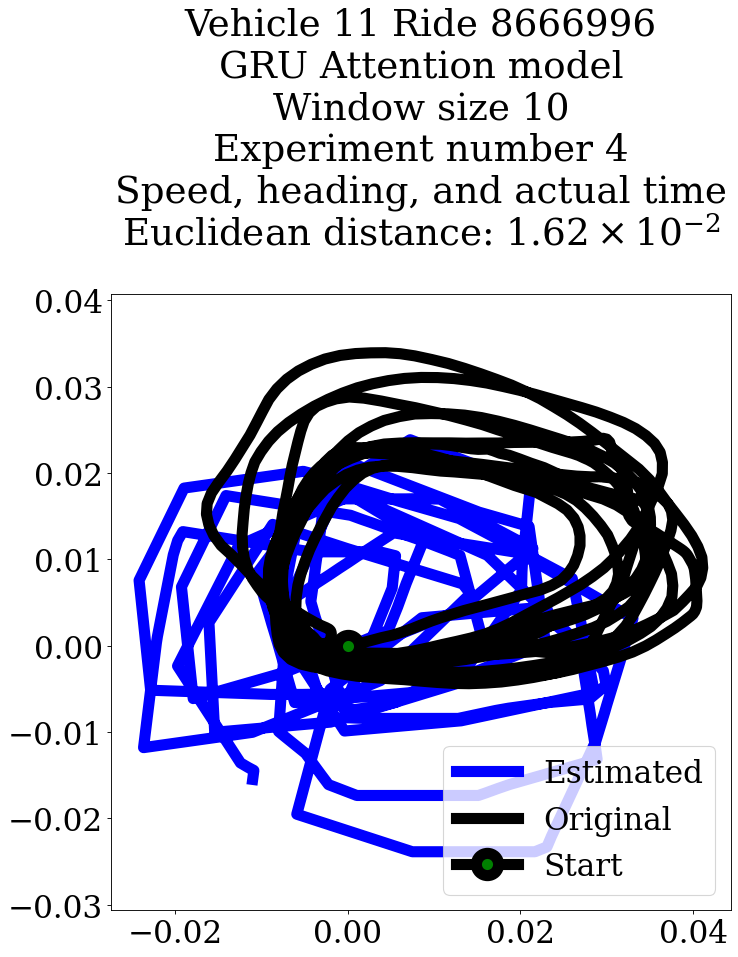 Vehicle 11 Ride 8666996
GRU Attention model
Window size 10
Experiment number 4
Speed, heading, and actual time
Euclidean distance: 1.62 × 10⁻²
0.04
0.03
0.02
0.01
0.00
−0.01
−0.02
−0.03
Estimated
Original
Start
−0.02 0.00 0.02 0.04